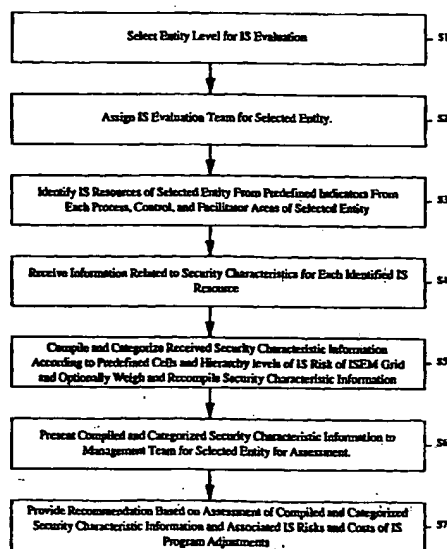 Select Entity Level for IS Evaluation
S1
Assign IS Evaluation Team for Selected Entity.
S2
Identify IS Resources of Selected Entity From Predefined Indicators From
Each Process, Control, and Facilitator Areas of Selected Entity
S3
Receive Information Related to Security Characteristics for Each Identified IS
Resource
S4
Compile and Categorize Received Security Characteristic Information
According to Predefined Cells and Hierarchy levels of IS Risk of ISEM Grid
and Optionally Weigh and Recompile Security Characteristic Information
S5
Present Compiled and Categorized Security Characteristic Information to
Management Team for Selected Entity for Assessment.
S6
Provide Recommendation Based on Assessment of Compiled and Categorized
Security Characteristic Information and Associated IS Risks and Costs of IS
Program Adjustments
S7